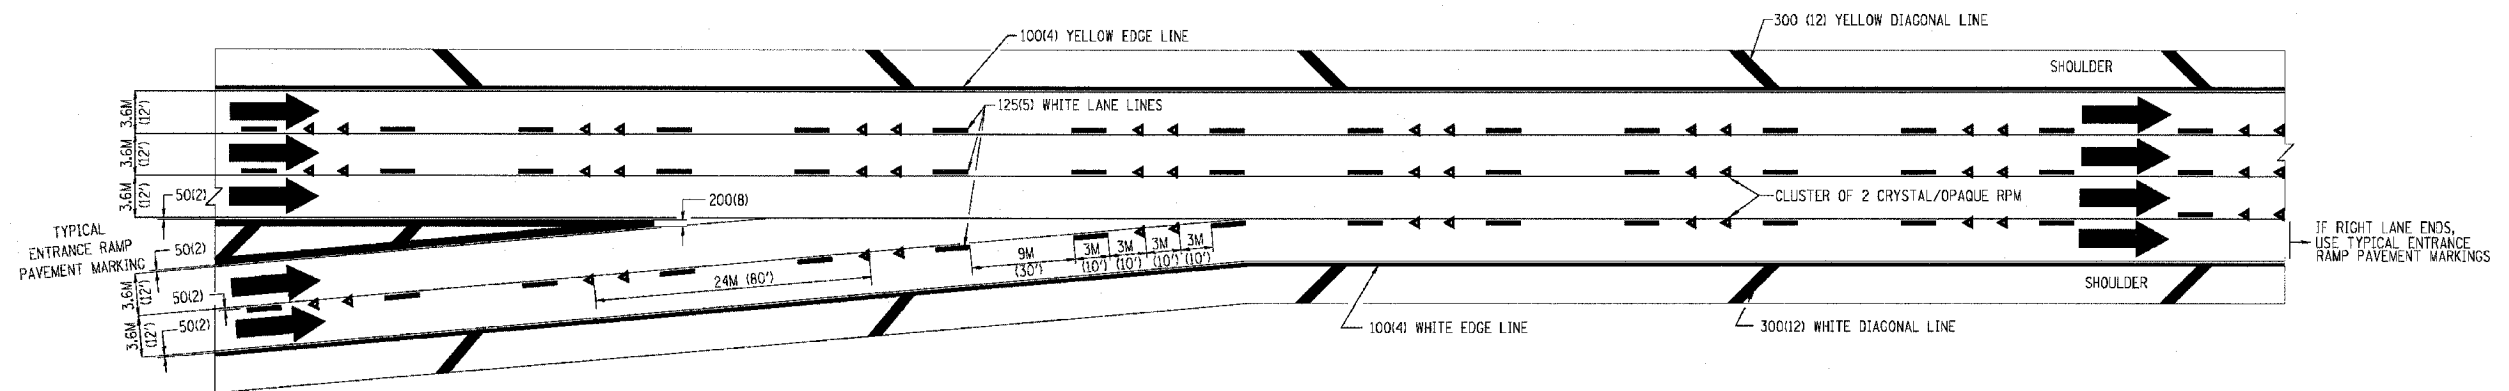 300 (12) YELLOW DIAGONAL LINE
100(4) YELLOW EDGE LINE
SHOULDER
3.6M
(12')
125(5) WHITE LANE LINES
3.6M
(12')
3.6M
(12')
50(2)
200(8)
CLUSTER OF 2 CRYSTAL/OPAQUE RPM
TYPICAL
ENTRANCE RAMP
PAVEMENT MARKING
50(2)
9M
(30')
3M
(10')
3M
(10')
3M
(10')
3M
(10')
IF RIGHT LANE ENDS,
USE TYPICAL ENTRANCE
RAMP PAVEMENT MARKINGS
24M (80')
3.6M
(12')
50(2)
SHOULDER
3.6M
(12')
50(2)
100(4) WHITE EDGE LINE
300(12) WHITE DIAGONAL LINE